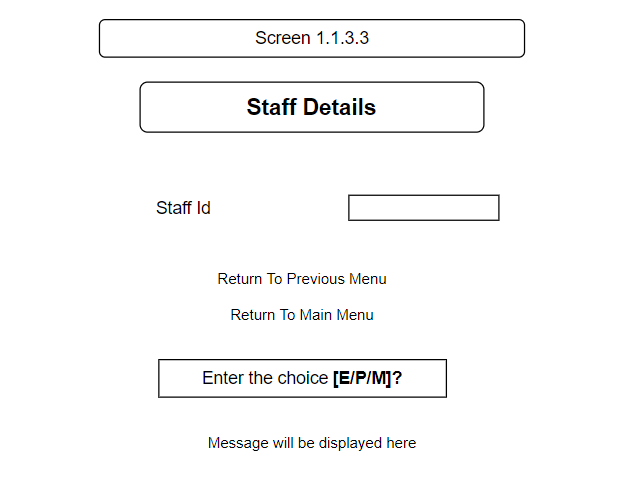 Screen 1.1.3.3
Staff Details
Staff Id
Return To Previous Menu
Return To Main Menu
Enter the choice [E/P/M]?
Message will be displayed here